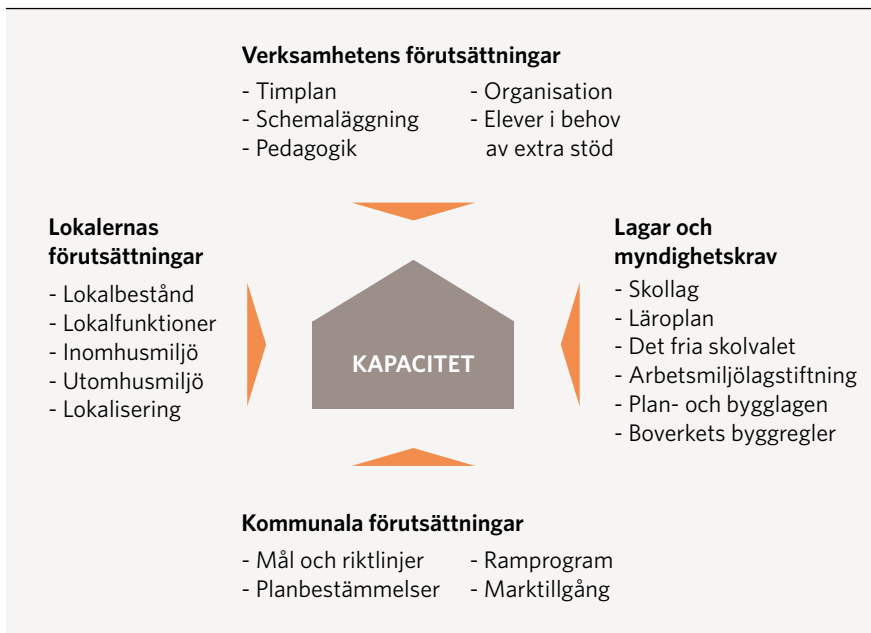 Verksamhetens förutsättningar
- Timplan
- Schemaläggning
- Pedagogik
- Organisation
- Elever i behov
av extra stöd
Lokalernas
förutsättningar
- Lokalbestånd
- Lokalfunktioner
- Inomhusmiljö
- Utomhusmiljö
- Lokalisering
KAPACITET
Lagar och
myndighetskrav
- Skollag
- Läroplan
- Det fria skolvalet
- Arbetsmiljölagstiftning
- Plan- och bygglagen
- Boverkets byggregler
Kommunala förutsättningar
- Mål och riktlinjer
- Planbestämmelser
- Ramprogram
- Marktillgång